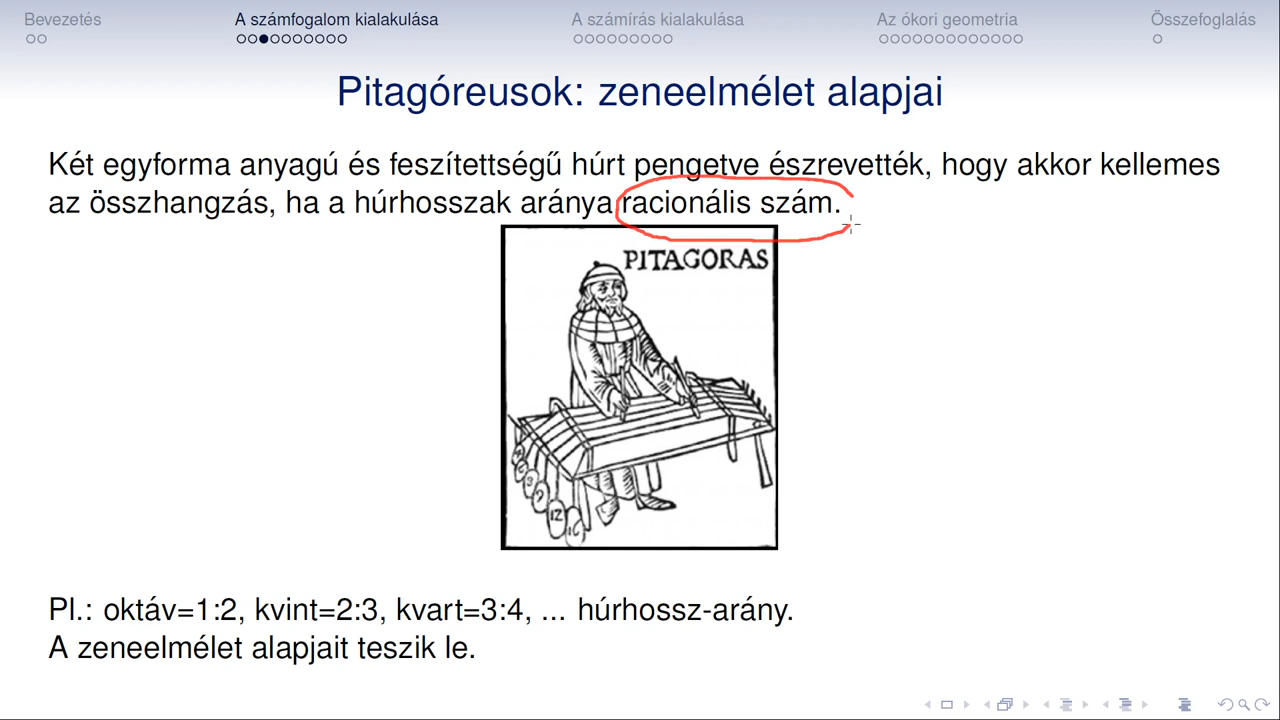 Bevezetés
A számfogalom kialakulása
A számírás kialakulása
Az ókori geometria
Összefoglalás
Pitagóreusok: zeneelmélet alapjai
Két egyforma anyagú és feszítettségű húrt pengetve észrevették, hogy akkor kellemes
az összhangzás, ha a húrhosszak aránya racionális szám.
PITAGORAS
12
16
Pl.: oktáv=1:2, kvint=2:3, kvart=3:4, ... húrhossz-arány.
A zeneelmélet alapjait teszik le.